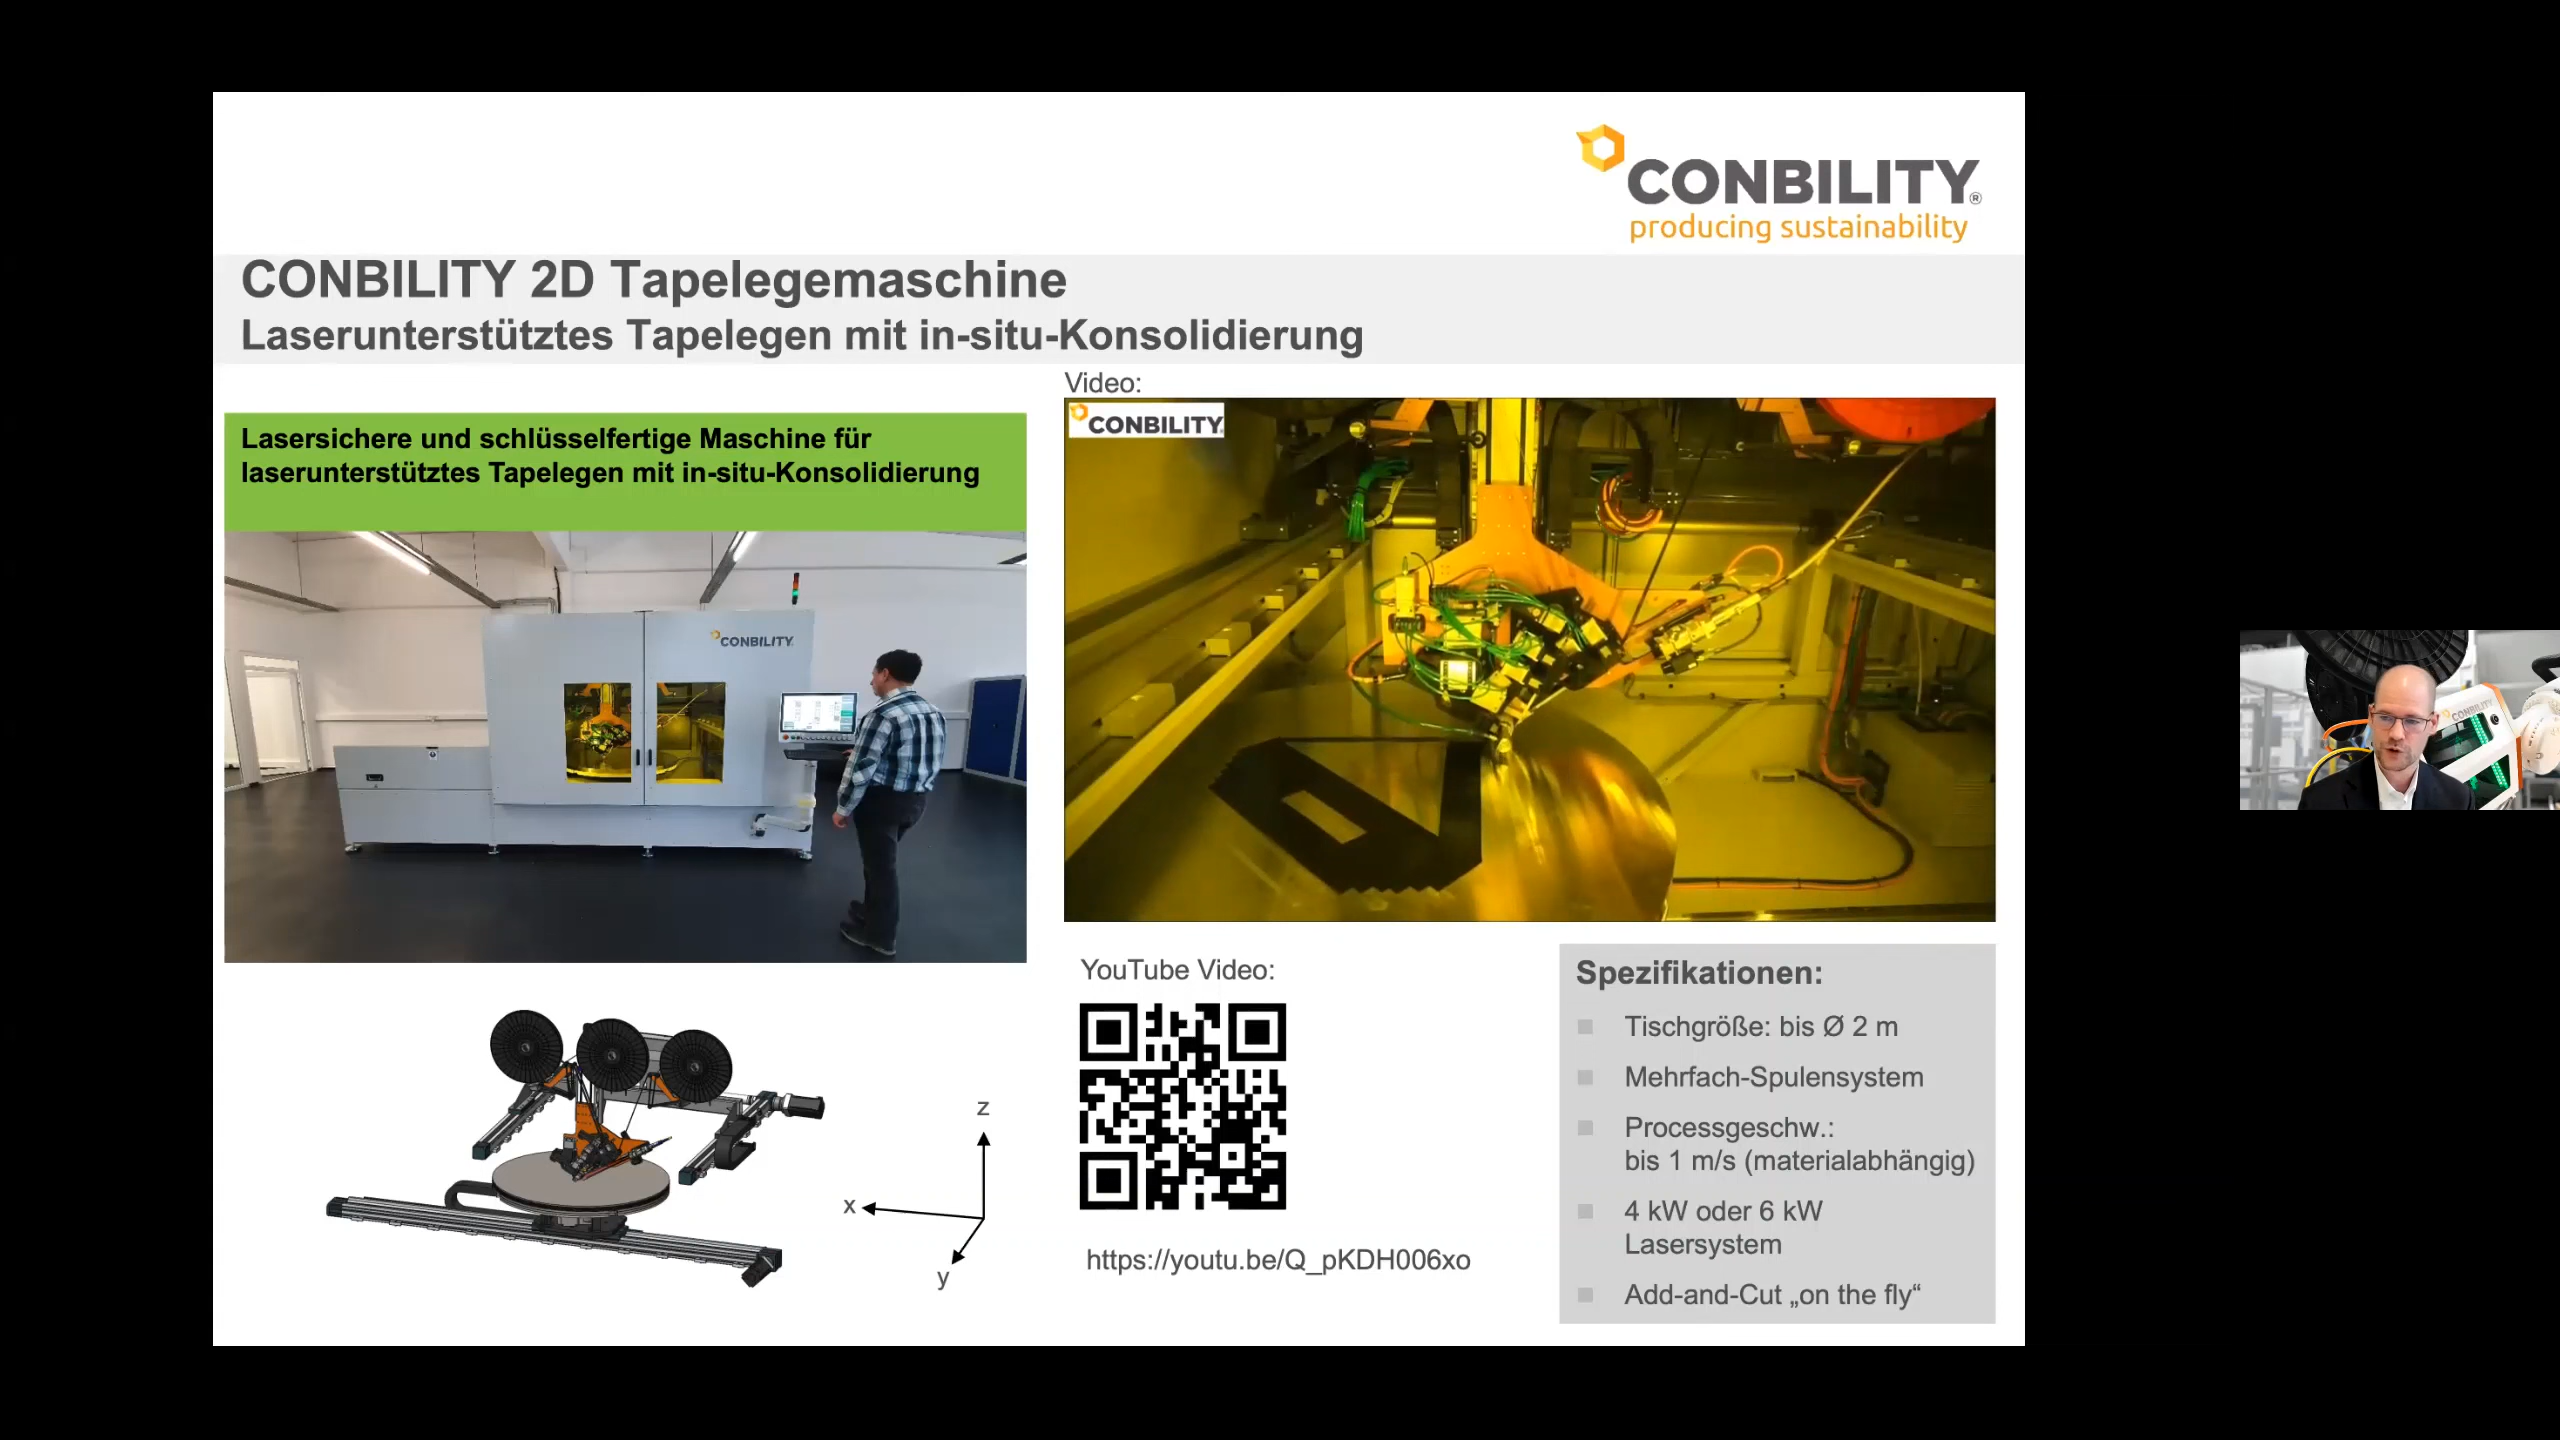 CONBILITY®
producing sustainability
CONBILITY 2D Tapelegemaschine
Laserunterstütztes Tapelegen mit in-situ-Konsolidierung
Lasersichere und schlüsselfertige Maschine für
laserunterstütztes Tapelegen mit in-situ-Konsolidierung
CONBILITY
Video:
CONBILITY
z
x
y
YouTube Video:
https://youtu.be/Q_pKDH006xo
Spezifikationen:
Tischgröße: bis Ø 2 m
Mehrfach-Spulensystem
Processgeschw.:
bis 1 m/s (materialabhängig)
4 kW oder 6 kW
Lasersystem
Add-and-Cut „on the fly“
CONBILITY